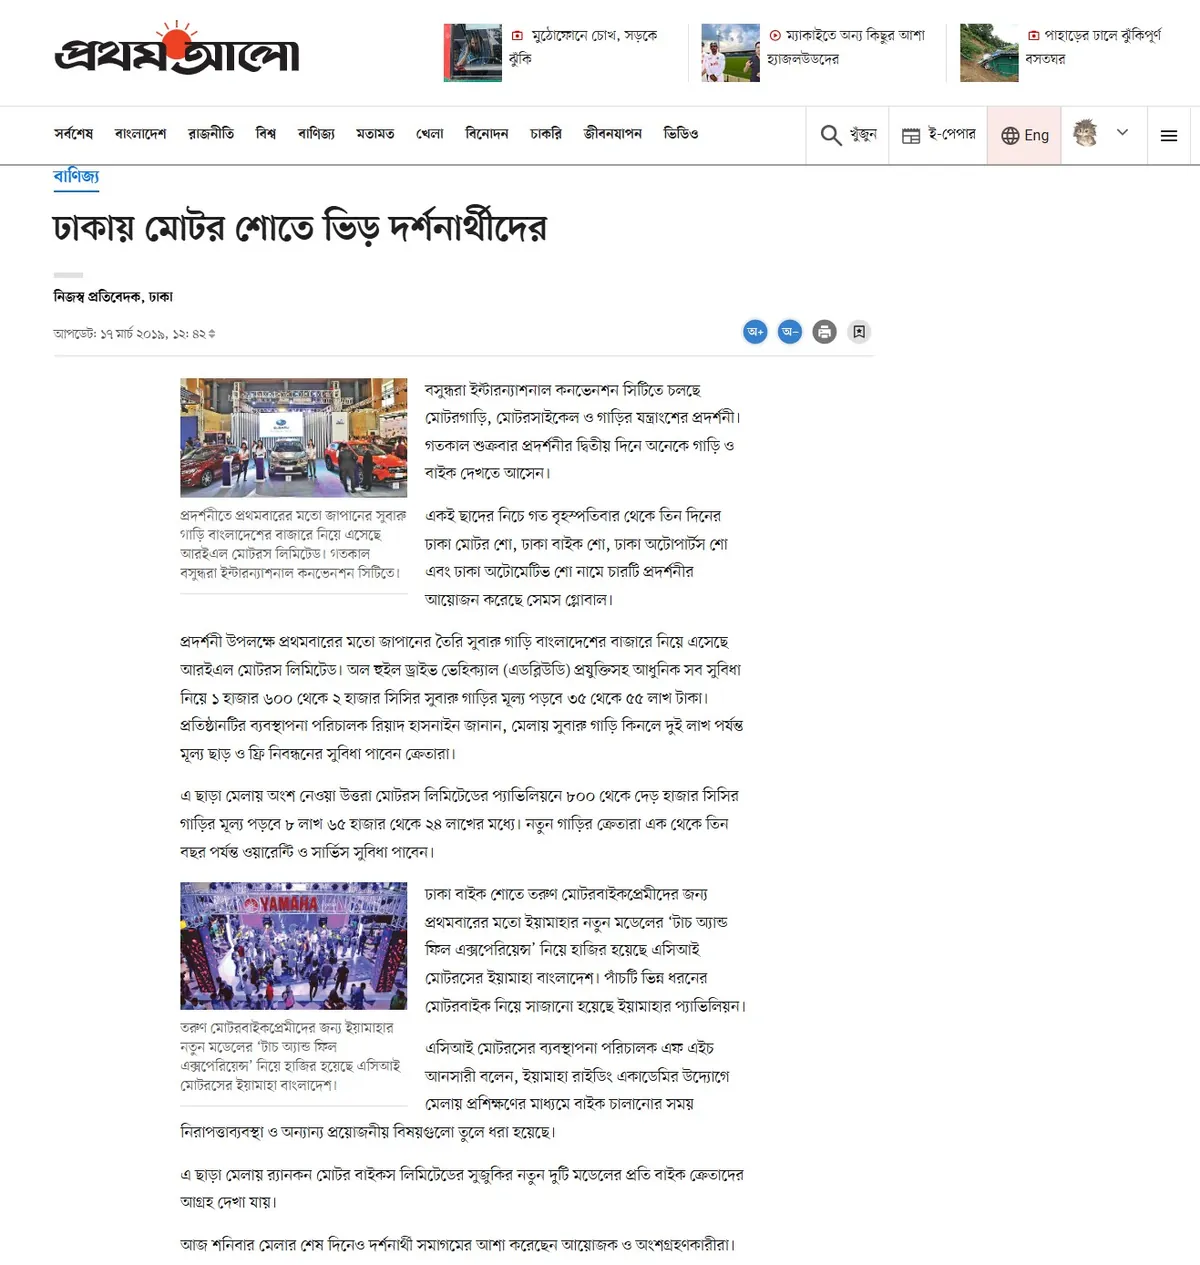 প্রথম আলো
মুঠোফোনে চোখ, সড়কে
ঝুঁকি
ম্যাকাইতে অন্য কিছুর আশা
হ্যাজলউডদের
পাহাড়ের ঢালে ঝুঁকিপূর্ণ
বসতঘর
সর্বশেষ বাংলাদেশ রাজনীতি বিশ্ব বাণিজ্য মতামত খেলা বিনোদন চাকরি জীবনযাপন ভিডিও
খুঁজুন ই-পেপার Eng
বাণিজ্য
ঢাকায় মোটর শোতে ভিড় দর্শনার্থীদের
নিজস্ব প্রতিবেদক, ঢাকা
আপডেট: ১৭ মার্চ ২০১৯, ১২: ৪২
অ+ অ−
বসুন্ধরা ইন্টারন্যাশনাল কনভেনশন সিটিতে চলছে
মোটরগাড়ি, মোটরসাইকেল ও গাড়ির যন্ত্রাংশের প্রদর্শনী।
গতকাল শুক্রবার প্রদর্শনীর দ্বিতীয় দিনে অনেকে গাড়ি ও
বাইক দেখতে আসেন।
SUBARU
প্রদর্শনীতে প্রথমবারের মতো জাপানের সুবারু
গাড়ি বাংলাদেশের বাজারে নিয়ে এসেছে
আরইএল মোটরস লিমিটেড। গতকাল
বসুন্ধরা ইন্টারন্যাশনাল কনভেনশন সিটিতে।
একই ছাদের নিচে গত বৃহস্পতিবার থেকে তিন দিনের
ঢাকা মোটর শো, ঢাকা বাইক শো, ঢাকা অটোপার্টস শো
এবং ঢাকা অটোমেটিভ শো নামে চারটি প্রদর্শনীর
আয়োজন করেছে সেমস গ্লোবাল।
প্রদর্শনী উপলক্ষে প্রথমবারের মতো জাপানের তৈরি সুবারু গাড়ি বাংলাদেশের বাজারে নিয়ে এসেছে
আরইএল মোটরস লিমিটেড। অল হুইল ড্রাইভ ভেহিক্যাল (এডব্লিউডি) প্রযুক্তিসহ আধুনিক সব সুবিধা
নিয়ে ১ হাজার ৬০০ থেকে ২ হাজার সিসির সুবারু গাড়ির মূল্য পড়বে ৩৫ থেকে ৫৫ লাখ টাকা।
প্রতিষ্ঠানটির ব্যবস্থাপনা পরিচালক রিয়াদ হাসনাইন জানান, মেলায় সুবারু গাড়ি কিনলে দুই লাখ পর্যন্ত
মূল্য ছাড় ও ফ্রি নিবন্ধনের সুবিধা পাবেন ক্রেতারা।
এ ছাড়া মেলায় অংশ নেওয়া উত্তরা মোটরস লিমিটেডের প্যাভিলিয়নে ৮০০ থেকে দেড় হাজার সিসির
গাড়ির মূল্য পড়বে ৮ লাখ ৬৫ হাজার থেকে ২৪ লাখের মধ্যে। নতুন গাড়ির ক্রেতারা এক থেকে তিন
বছর পর্যন্ত ওয়ারেন্টি ও সার্ভিস সুবিধা পাবেন।
YAMAHA
তরুণ মোটরবাইকপ্রেমীদের জন্য ইয়ামাহার
নতুন মডেলের ‘টাচ অ্যান্ড ফিল
এক্সপেরিয়েন্স’ নিয়ে হাজির হয়েছে এসিআই
মোটরসের ইয়ামাহা বাংলাদেশ।
ঢাকা বাইক শোতে তরুণ মোটরবাইকপ্রেমীদের জন্য
প্রথমবারের মতো ইয়ামাহার নতুন মডেলের ‘টাচ অ্যান্ড
ফিল এক্সপেরিয়েন্স’ নিয়ে হাজির হয়েছে এসিআই
মোটরসের ইয়ামাহা বাংলাদেশ। পাঁচটি ভিন্ন ধরনের
মোটরবাইক নিয়ে সাজানো হয়েছে ইয়ামাহার প্যাভিলিয়ন।
এসিআই মোটরসের ব্যবস্থাপনা পরিচালক এফ এইচ
আনসারী বলেন, ইয়ামাহা রাইডিং একাডেমির উদ্যোগে
মেলায় প্রশিক্ষণের মাধ্যমে বাইক চালানোর সময়
নিরাপত্তাব্যবস্থা ও অন্যান্য প্রয়োজনীয় বিষয়গুলো তুলে ধরা হয়েছে।
এ ছাড়া মেলায় র‍্যানকন মোটর বাইকস লিমিটেডের সুজুকির নতুন দুটি মডেলের প্রতি বাইক ক্রেতাদের
আগ্রহ দেখা যায়।
আজ শনিবার মেলার শেষ দিনেও দর্শনার্থী সমাগমের আশা করেছেন আয়োজক ও অংশগ্রহণকারীরা।